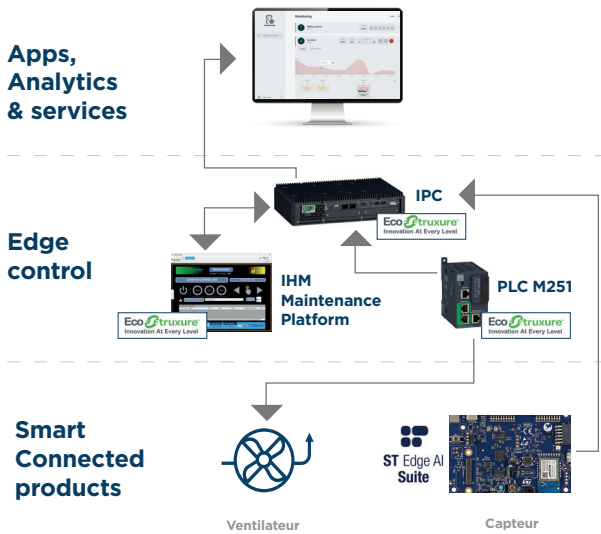 Monitoring
Apps,
Analytics
& services
IPC
EcoStruxure
Innovation At Every Level
Edge
control
IHM
Maintenance
Platform
EcoStruxure
Innovation At Every Level
PLC M251
EcoStruxure
Innovation At Every Level
Smart
Connected
products
ST Edge AI
Suite
Ventilateur
Capteur